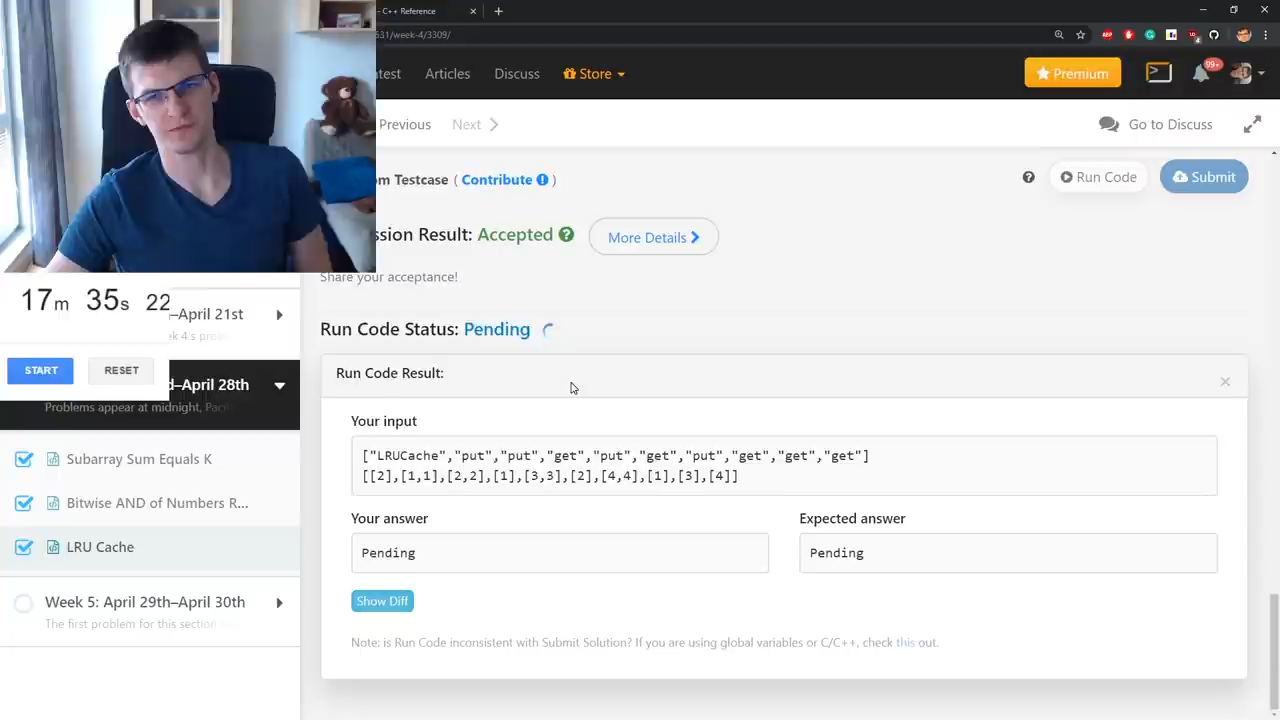 – C++ Reference
531/week-4/3309/
99+
Articles
Discuss
Store
Premium
Previous
Next
Go to Discuss
Testcase ( Contribute )
Run Code
Submit
Result: Accepted
More Details
Share your acceptance!
17m 35s 22
–April 21st
START
RESET
–April 28th
Problems appear at midnight,
Subarray Sum Equals K
Bitwise AND of Numbers R...
LRU Cache
Week 5: April 29th–April 30th
The first problem for this section
Run Code Status: Pending
Run Code Result:
Your input
["LRUCache","put","put","get","put","get","put","get","get","get"]
[[2],[1,1],[2,2],[1],[3,3],[2],[4,4],[1],[3],[4]]
Your answer
Expected answer
Pending
Pending
Show Diff
Note: is Run Code inconsistent with Submit Solution? If you are using global variables or C/C++, check this out.